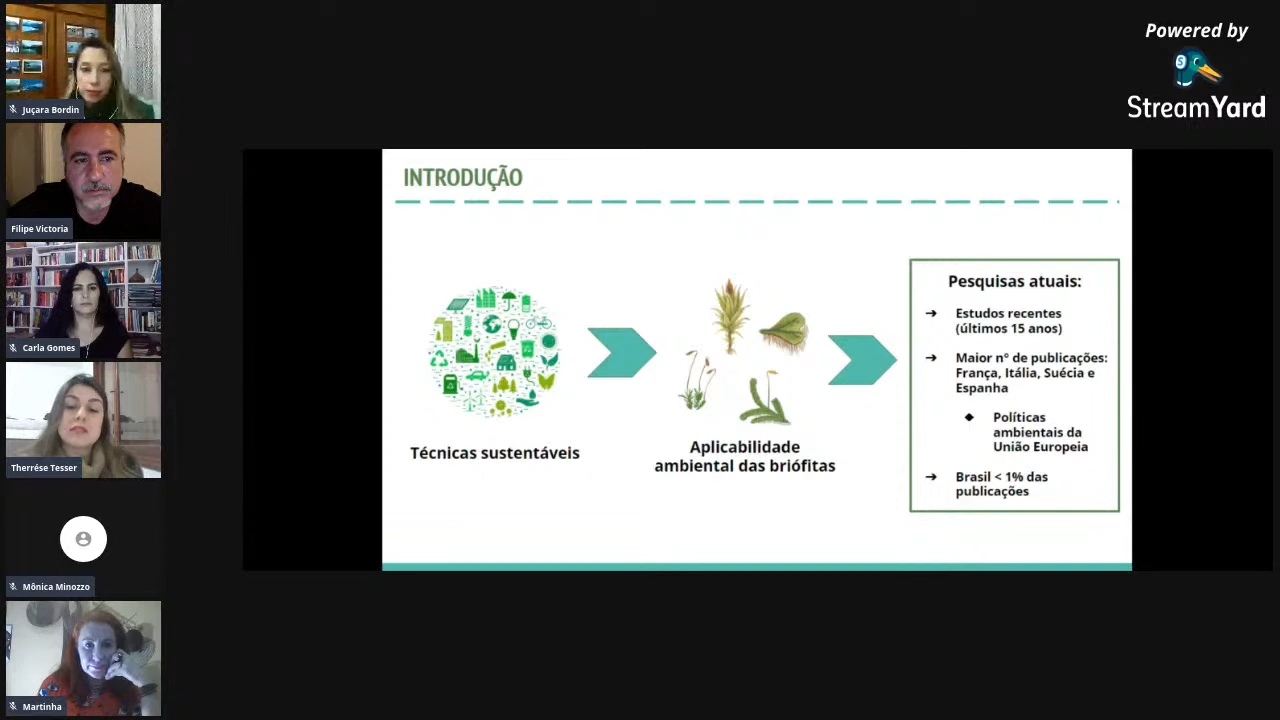 Juçara Bordin
Filipe Victoria
Carla Gomes
Therrése Tesser
Mônica Minozzo
Martinha
Powered by
StreamYard
INTRODUÇÃO
Técnicas sustentáveis
Aplicabilidade
ambiental das briófitas
Pesquisas atuais:
➔ Estudos recentes
(últimos 15 anos)
➔ Maior nº de publicações:
França, Itália, Suécia e
Espanha
◆ Políticas
ambientais da
União Europeia
➔ Brasil < 1% das
publicações